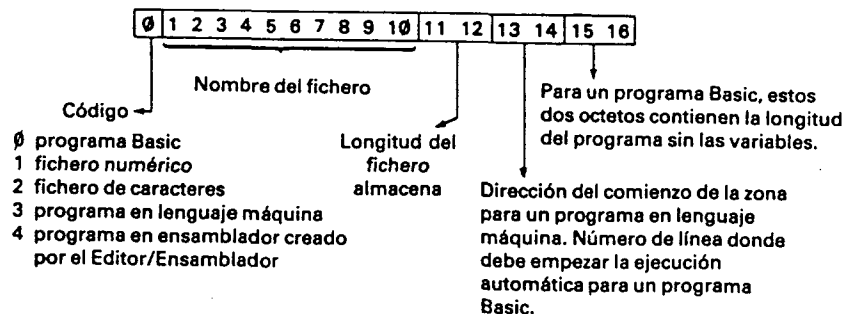 0 1 2 3 4 5 6 7 8 9 10 11 12 13 14 15 16
Nombre del fichero
Código
0 programa Basic
1 fichero numérico
2 fichero de caracteres
3 programa en lenguaje máquina
4 programa en ensamblador creado
por el Editor/Ensamblador
Longitud del
fichero
almacena
Dirección del comienzo de la zona
para un programa en lenguaje
máquina. Número de línea donde
debe empezar la ejecución
automática para un programa
Basic.
Para un programa Basic, estos
dos octetos contienen la longitud
del programa sin las variables.